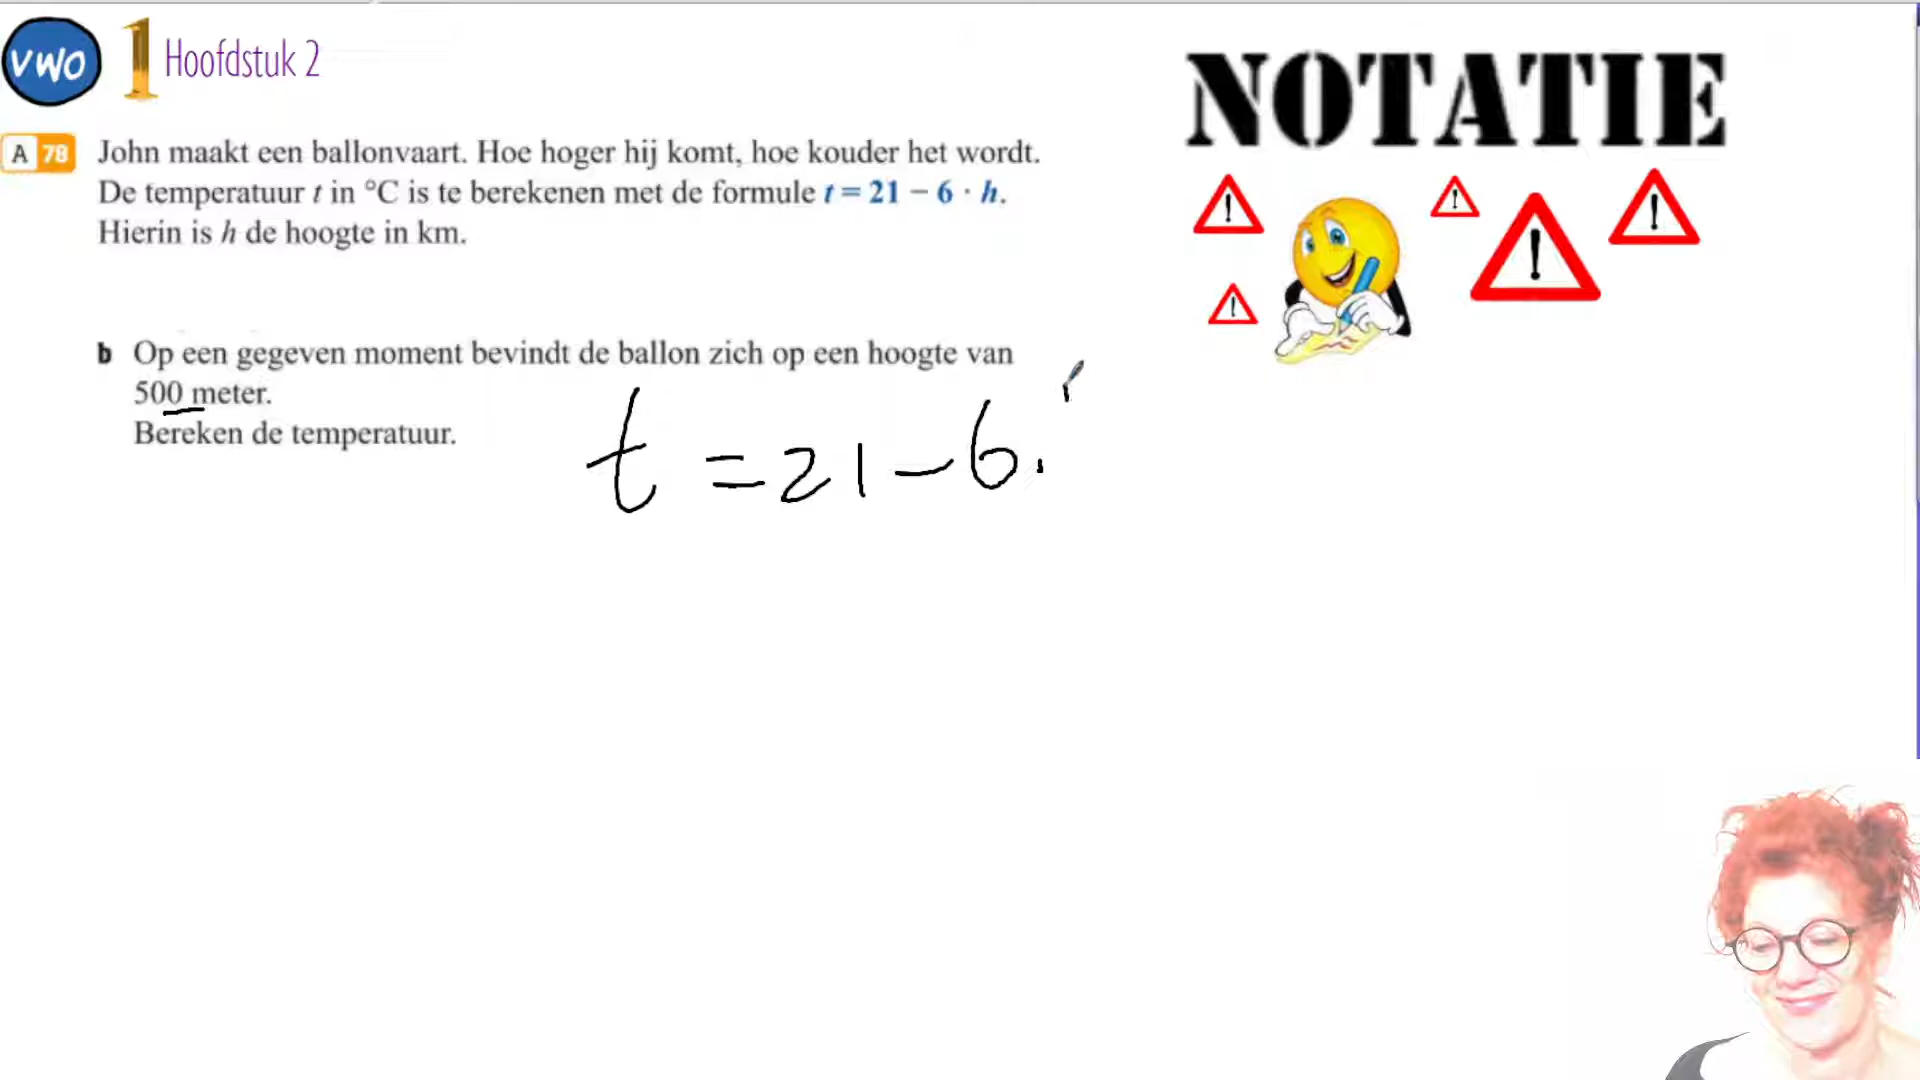 VWO 1 Hoofdstuk 2
NOTATIE
A 78 John maakt een ballonvaart. Hoe hoger hij komt, hoe kouder het wordt.
De temperatuur t in °C is te berekenen met de formule t = 21 – 6 · h.
Hierin is h de hoogte in km.
b Op een gegeven moment bevindt de ballon zich op een hoogte van
500 meter.
Bereken de temperatuur.
t = 21 – 6 ·